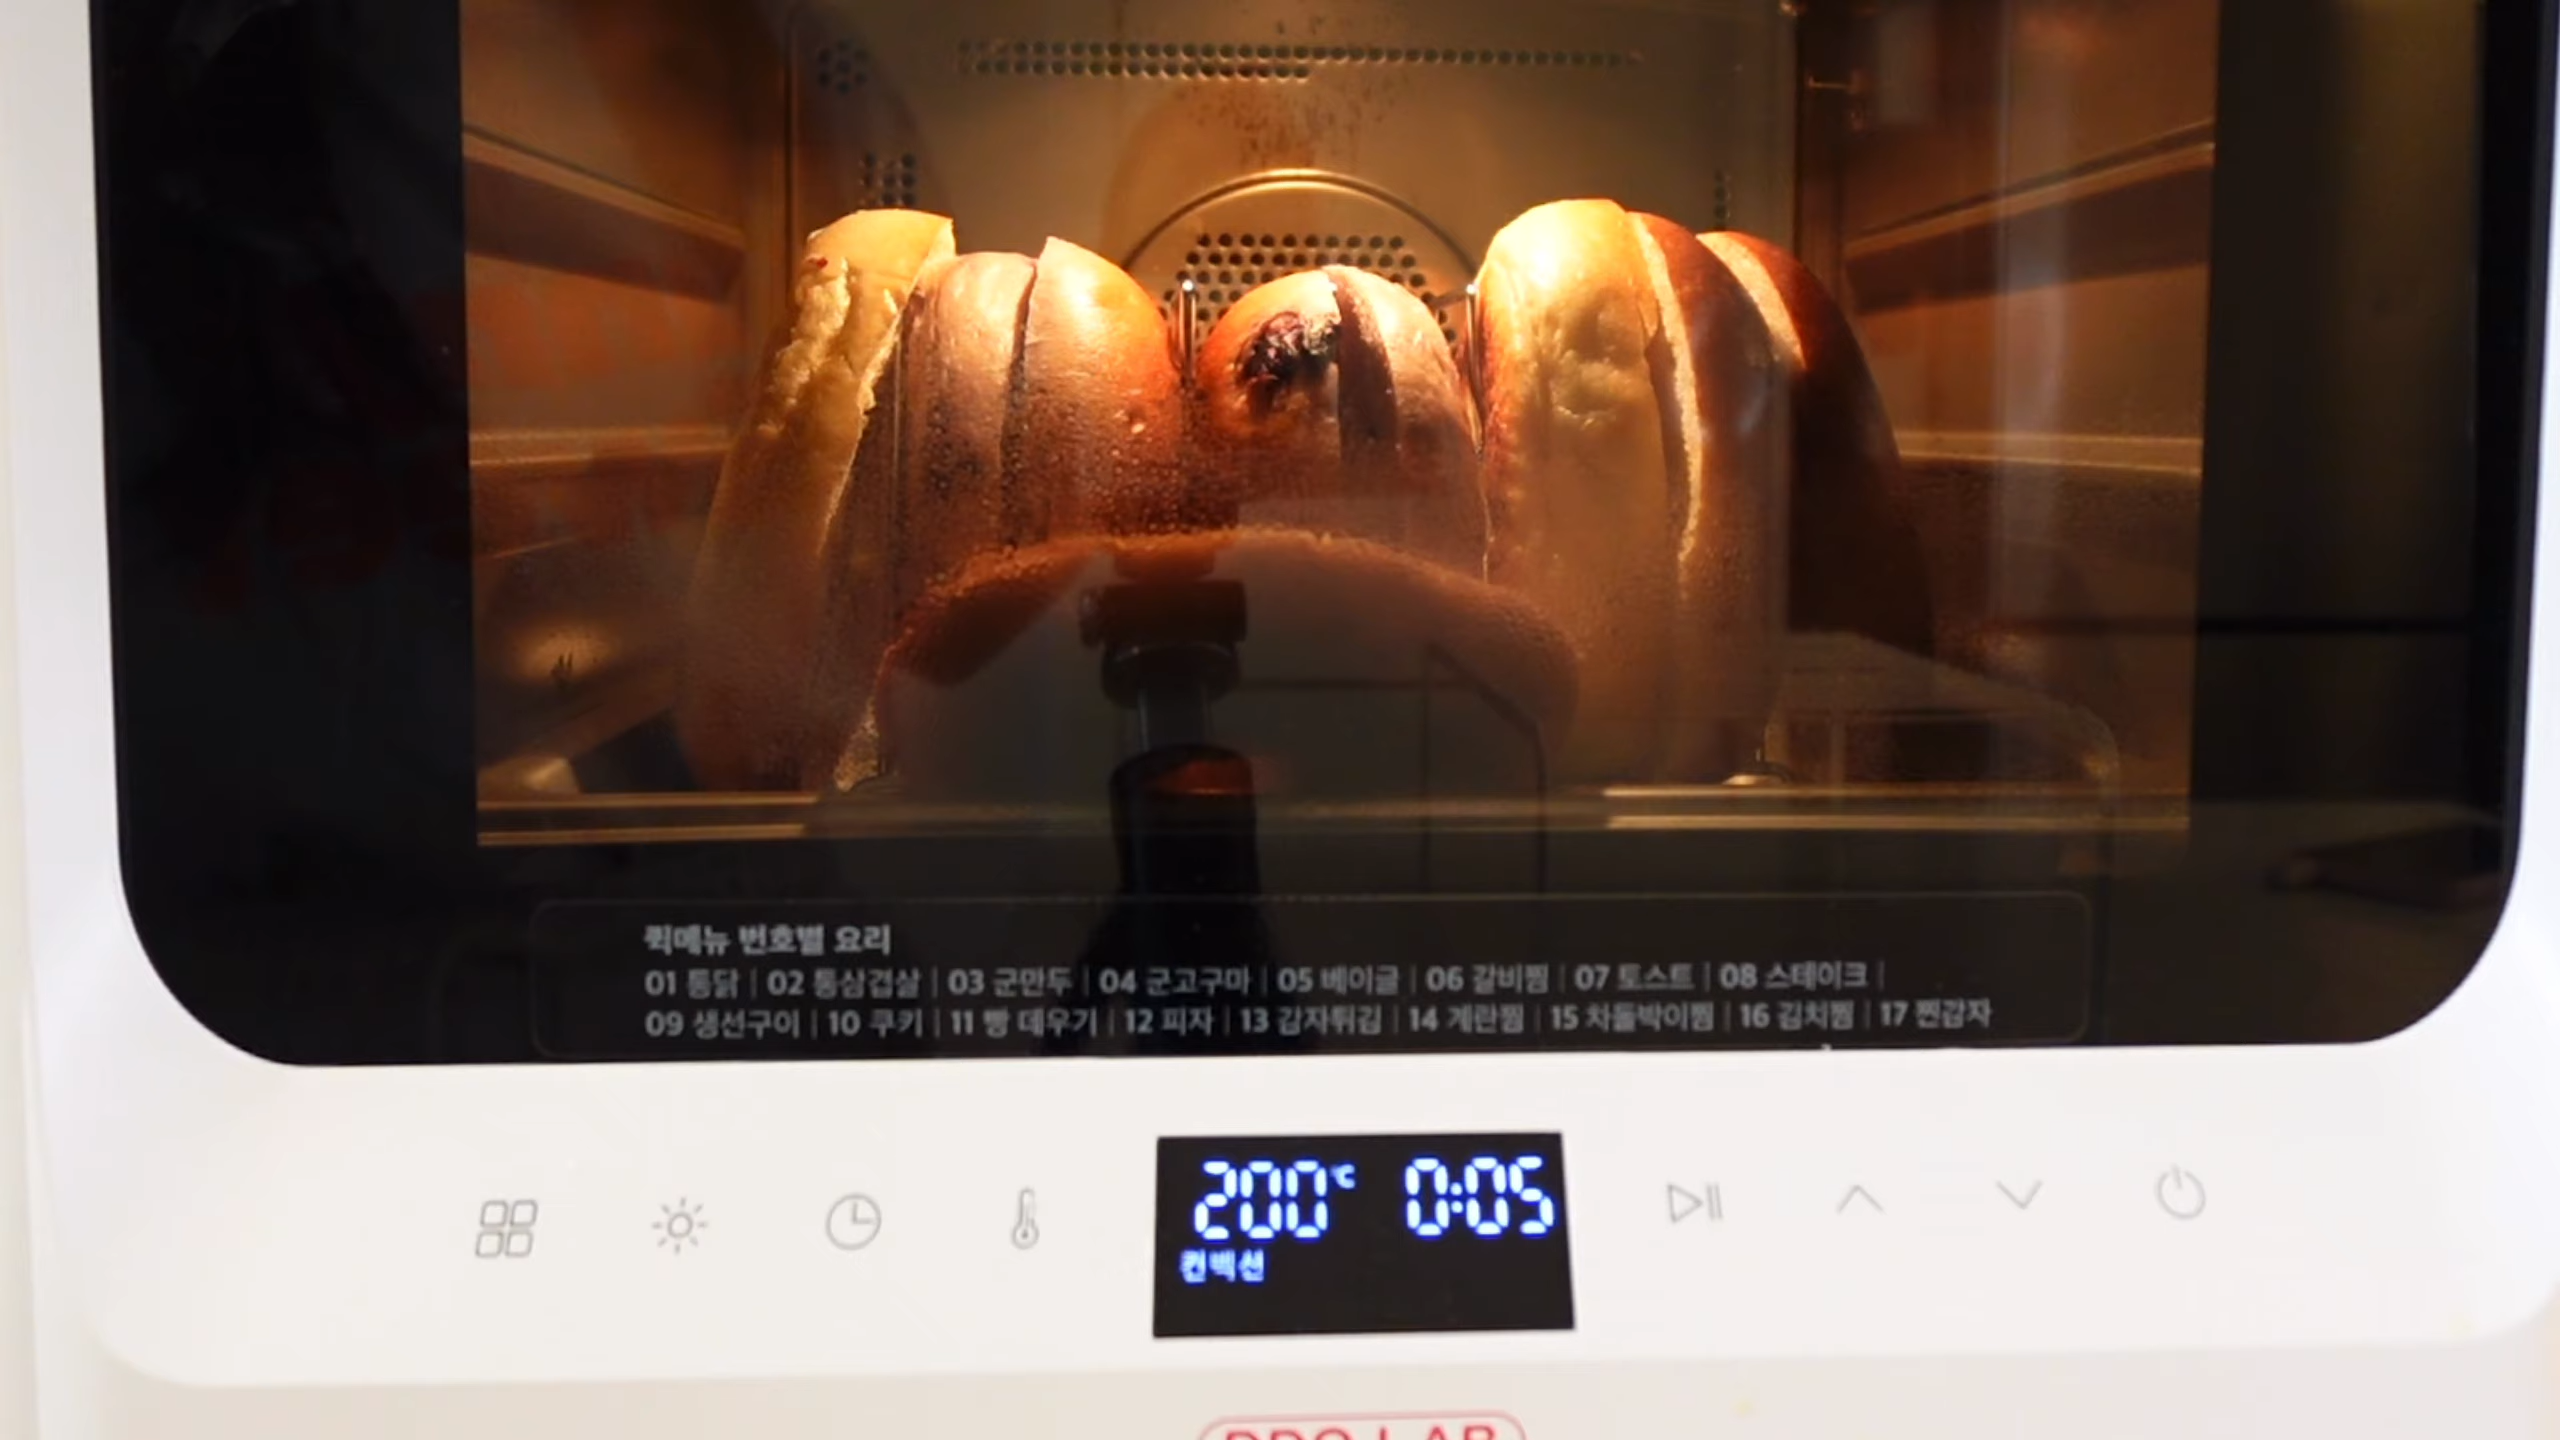 퀵메뉴 번호별 요리
01 통닭 | 02 통삼겹살 | 03 군만두 | 04 군고구마 | 05 베이글 | 06 갈비찜 | 07 토스트 | 08 스테이크 |
09 생선구이 | 10 쿠키 | 11 빵 데우기 | 12 피자 | 13 감자튀김 | 14 계란찜 | 15 차돌박이찜 | 16 김치찜 | 17 찐감자
200℃ 0:05
컨벡션